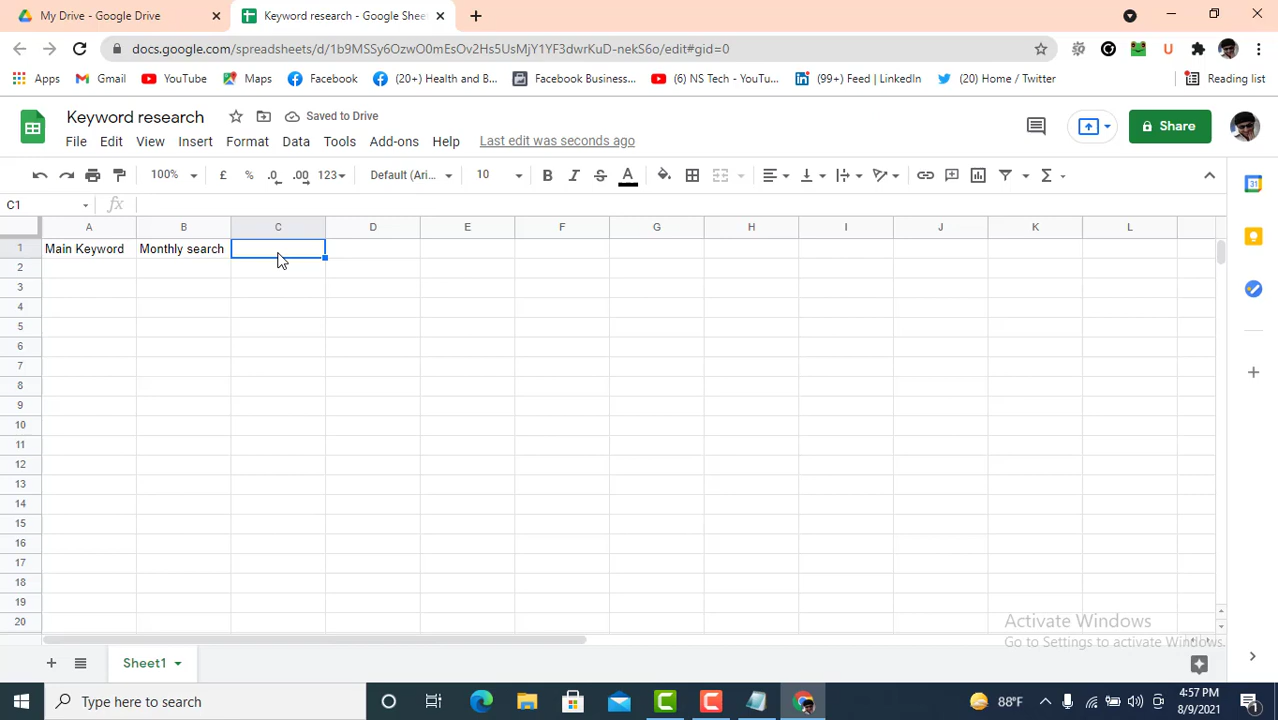 My Drive - Google Drive
Keyword research - Google Shee
docs.google.com/spreadsheets/d/1b9MSSy6OzwO0mEsOv2Hs5UsMjY1YF3dwrKuD-nekS6o/edit#gid=0
Apps Gmail YouTube Maps Facebook (20+) Health and B... Facebook Business... (6) NS Tech - YouTu... (99+) Feed | LinkedIn (20) Home / Twitter Reading list
Keyword research Saved to Drive
File Edit View Insert Format Data Tools Add-ons Help Last edit was seconds ago
Share
100% £ % .0 .00 123 Default (Ari... 10
C1
A B C D E F G H I J K L
1 Main Keyword Monthly search
2
3
4
5
6
7
8
9
10
11
12
13
14
15
16
17
18
19
20
Activate Windows
Go to Settings to activate Windows.
Sheet1
Type here to search
88°F
4:57 PM
8/9/2021